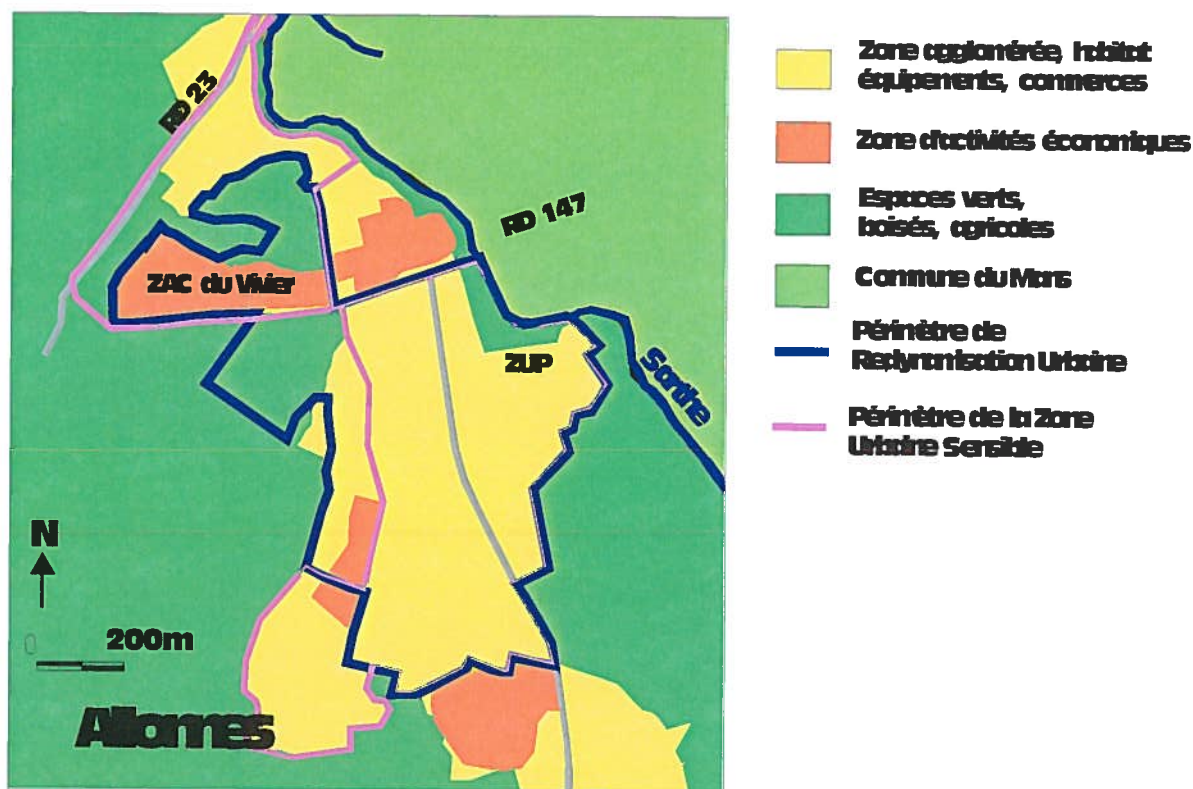 RD 23
RD 147
ZAC du Vivier
ZUP
Sarthe
N
0
200m
Allonnes
Zone agglomérée, habitat
équipements, commerces
Zone d'activités économiques
Espaces verts,
boisés, agricoles
Commune du Mans
Périmètre de
Redynamisation Urbaine
Périmètre de la Zone
Urbaine Sensible